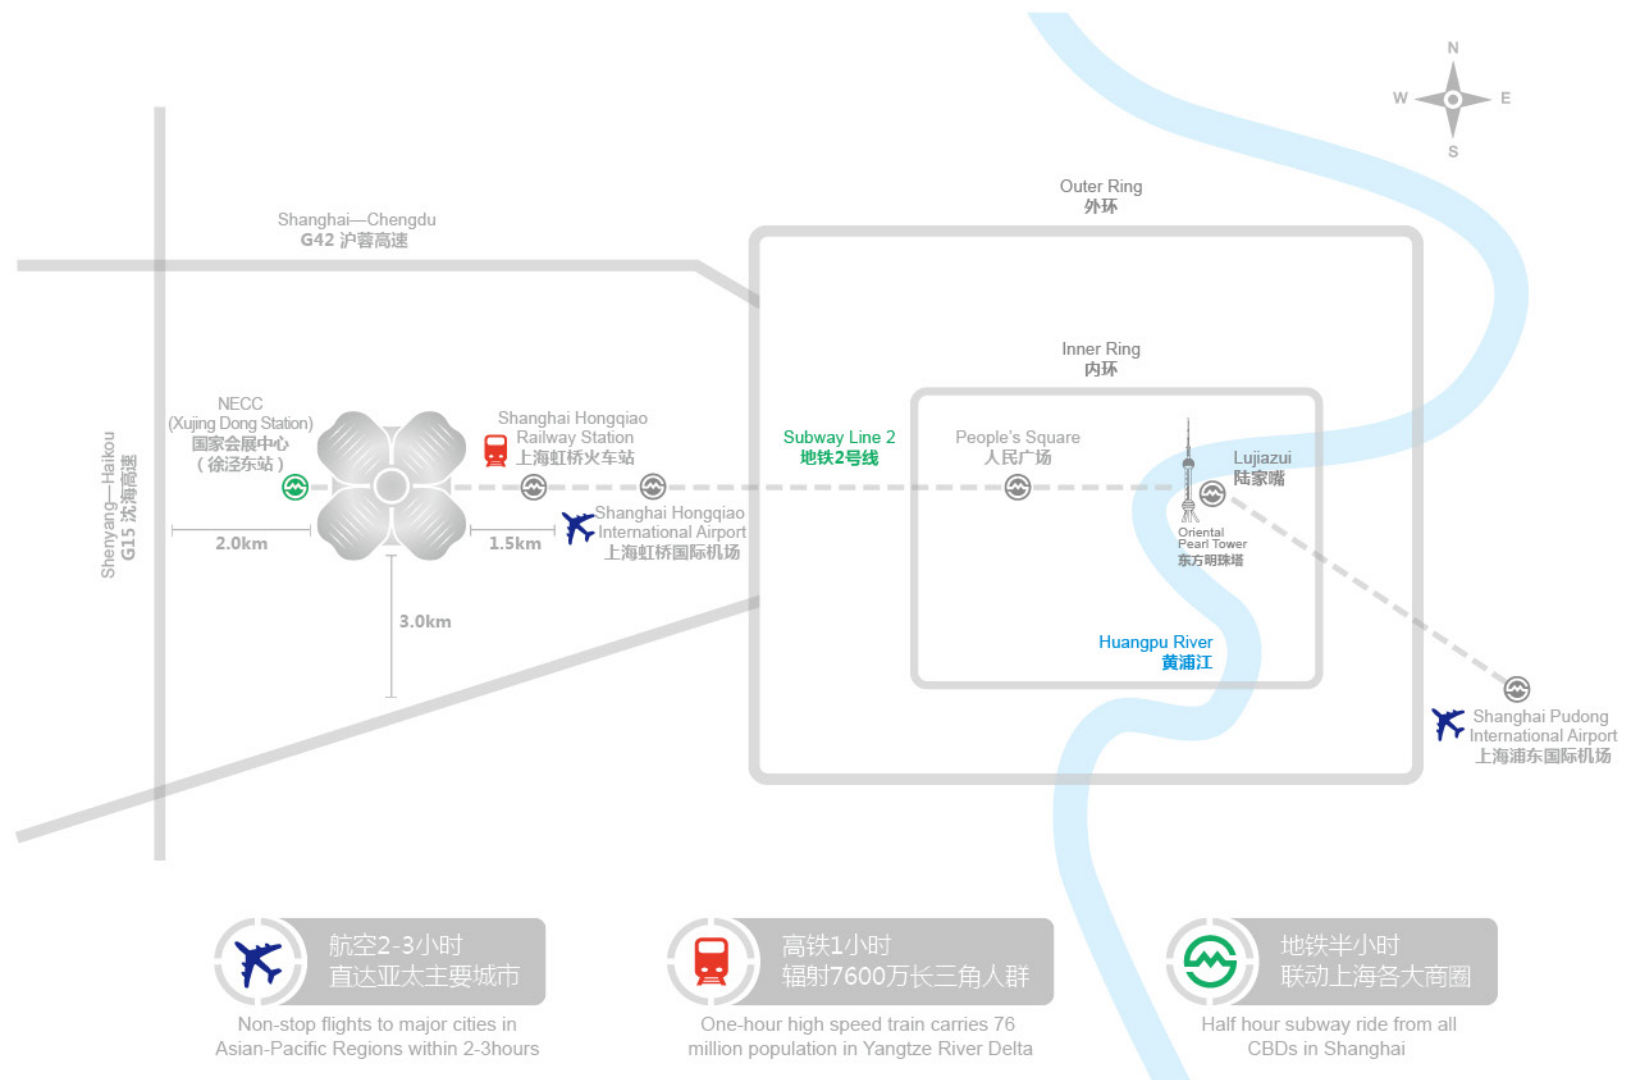 N
W
E
S
Outer Ring
外环
Shanghai—Chengdu
G42 沪蓉高速
Inner Ring
内环
NECC
(Xujing Dong Station)
国家会展中心
（徐泾东站）
Shanghai Hongqiao
Railway Station
上海虹桥火车站
Subway Line 2
地铁2号线
People's Square
人民广场
Lujiazui
陆家嘴
Shenyang—Haikou
G15 沈海高速
2.0km
1.5km
Shanghai Hongqiao
International Airport
上海虹桥国际机场
Oriental
Pearl Tower
东方明珠塔
3.0km
Huangpu River
黄浦江
Shanghai Pudong
International Airport
上海浦东国际机场
航空2-3小时
直达亚太主要城市
Non-stop flights to major cities in
Asian-Pacific Regions within 2-3hours
高铁1小时
辐射7600万长三角人群
One-hour high speed train carries 76
million population in Yangtze River Delta
地铁半小时
联动上海各大商圈
Half hour subway ride from all
CBDs in Shanghai